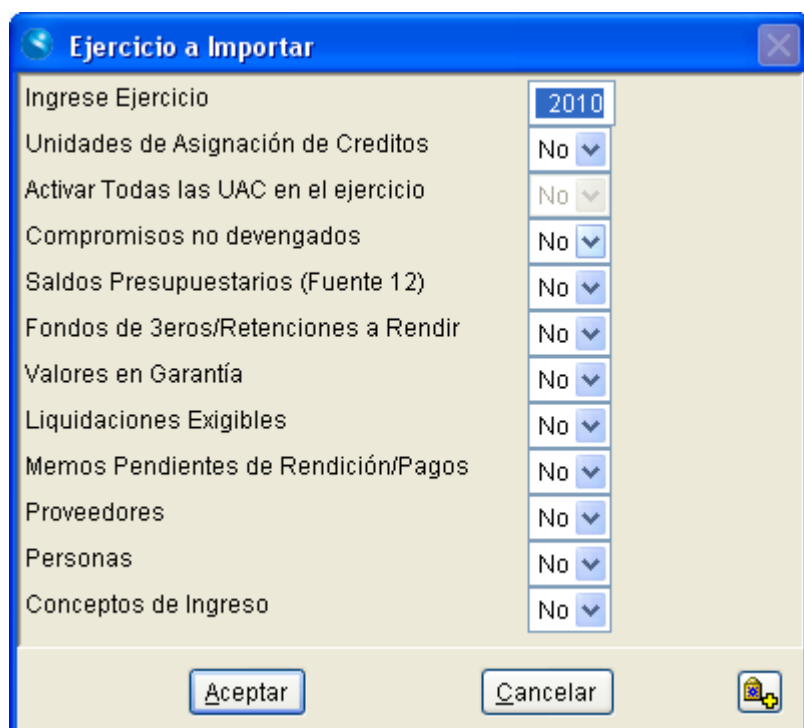 Ejercicio a Importar
Ingrese Ejercicio 2010
Unidades de Asignación de Creditos No
Activar Todas las UAC en el ejercicio No
Compromisos no devengados No
Saldos Presupuestarios (Fuente 12) No
Fondos de 3eros/Retenciones a Rendir No
Valores en Garantía No
Liquidaciones Exigibles No
Memos Pendientes de Rendición/Pagos No
Proveedores No
Personas No
Conceptos de Ingreso No
Aceptar Cancelar